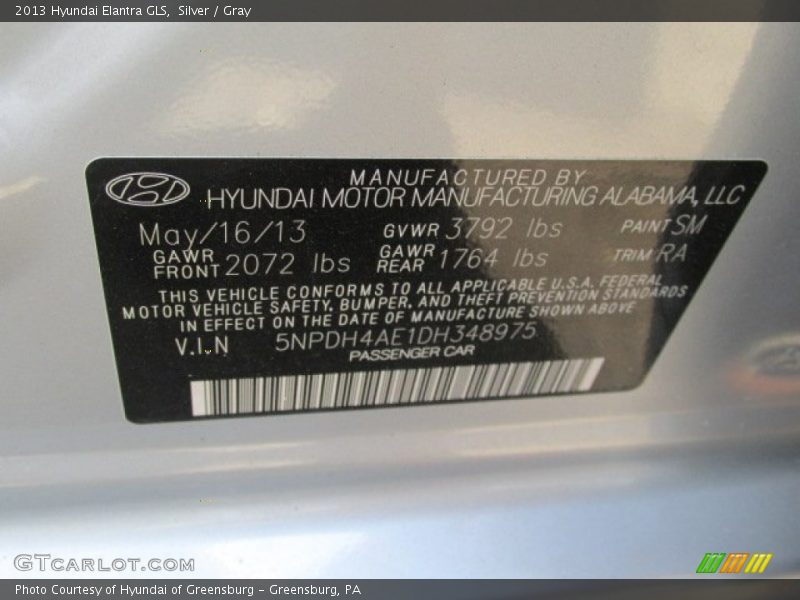 2013 Hyundai Elantra GLS,  Silver / Gray
MANUFACTURED BY
HYUNDAI MOTOR MANUFACTURING ALABAMA, LLC
May/16/13 GVWR 3792 lbs PAINT SM
GAWR FRONT 2072 lbs GAWR REAR 1764 lbs TRIM RA
THIS VEHICLE CONFORMS TO ALL APPLICABLE U.S.A. FEDERAL
MOTOR VEHICLE SAFETY, BUMPER, AND THEFT PREVENTION STANDARDS
IN EFFECT ON THE DATE OF MANUFACTURE SHOWN ABOVE
V.I.N 5NPDH4AE1DH348975
PASSENGER CAR
GTCARLOT.COM
Photo Courtesy of Hyundai of Greensburg – Greensburg, PA